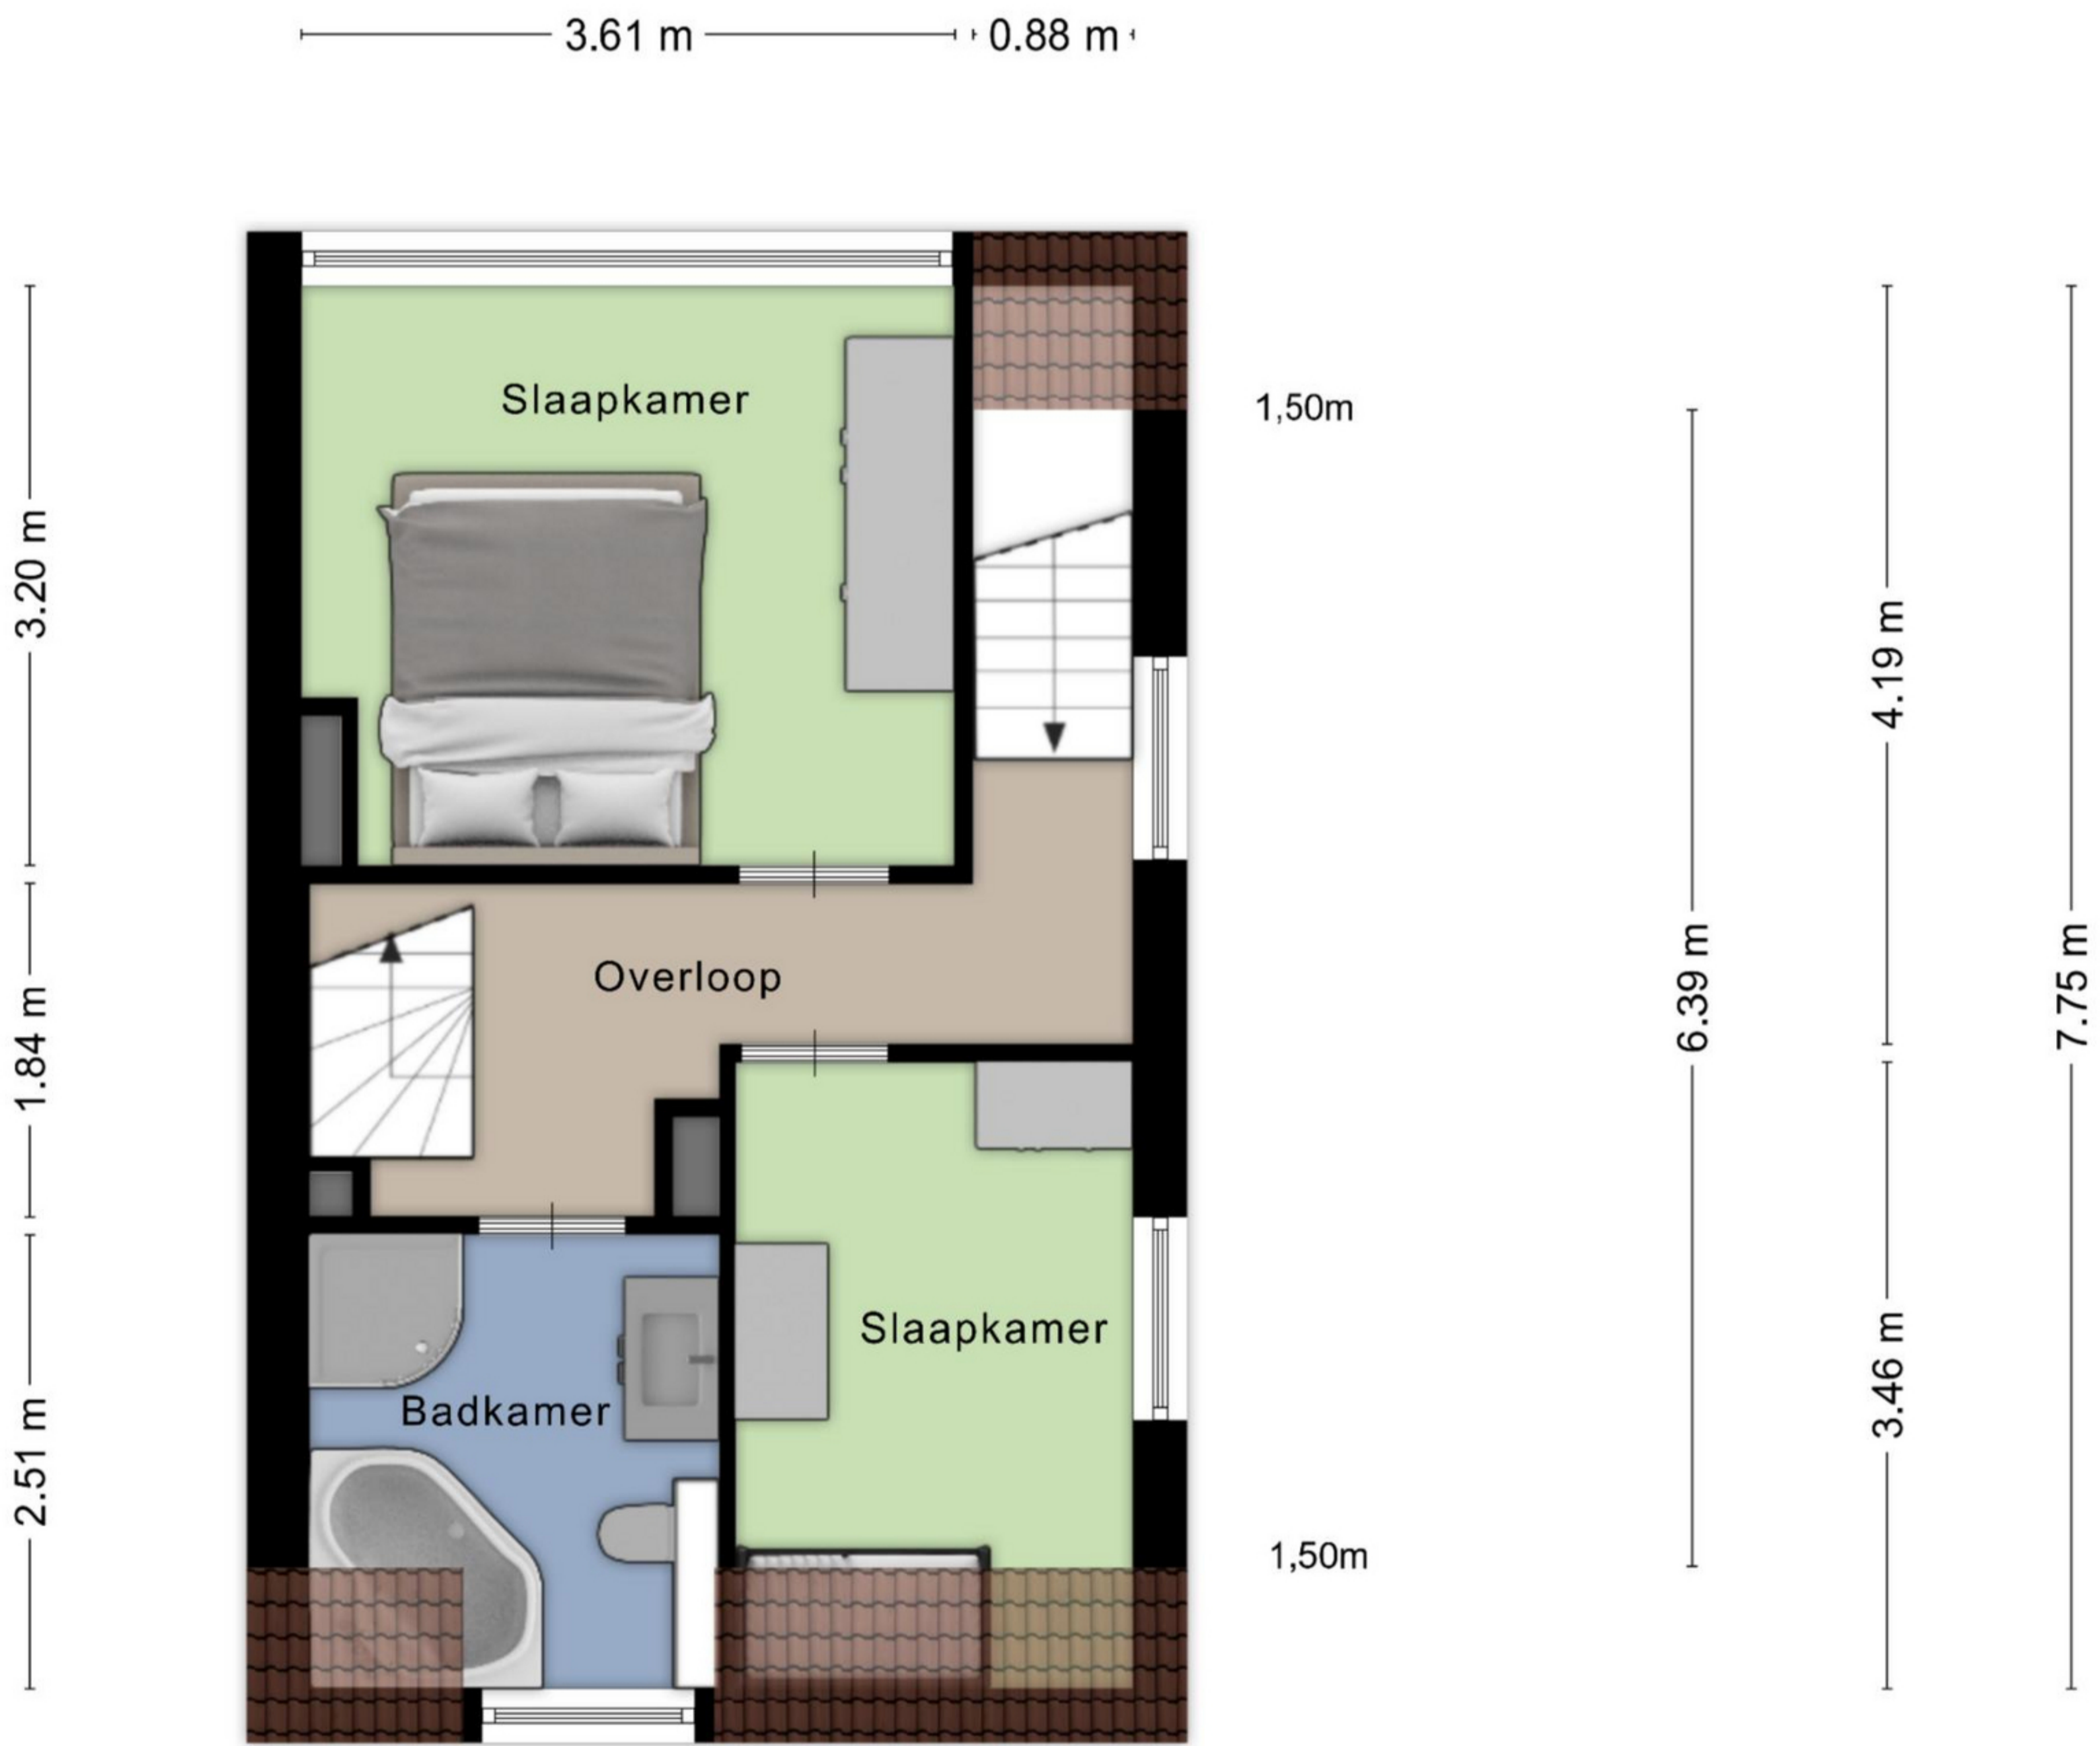 3.61 m
0.88 m
Slaapkamer
1,50m
3.20 m
4.19 m
Overloop
6.39 m
7.75 m
1.84 m
Slaapkamer
Badkamer
3.46 m
2.51 m
1,50m